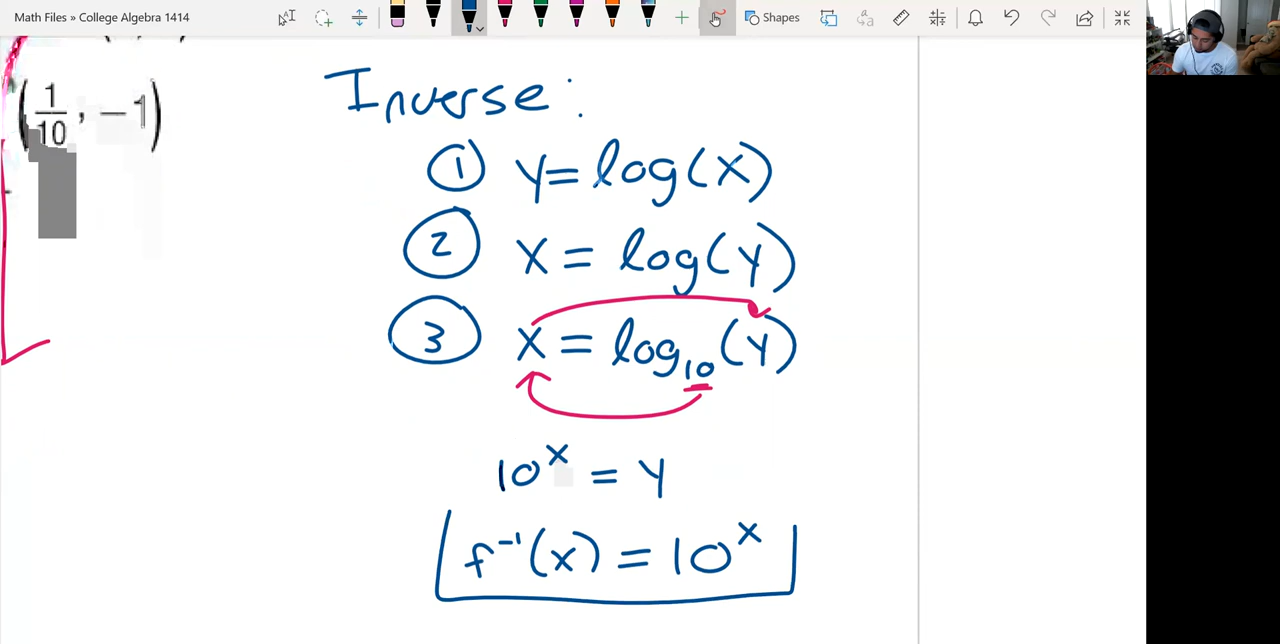 Math Files » College Algebra 1414
Shapes
(1/10, -1)
Inverse:
① y = log(x)
② x = log(y)
③ x = log₁₀(y)
10ˣ = y
f⁻¹(x) = 10ˣ